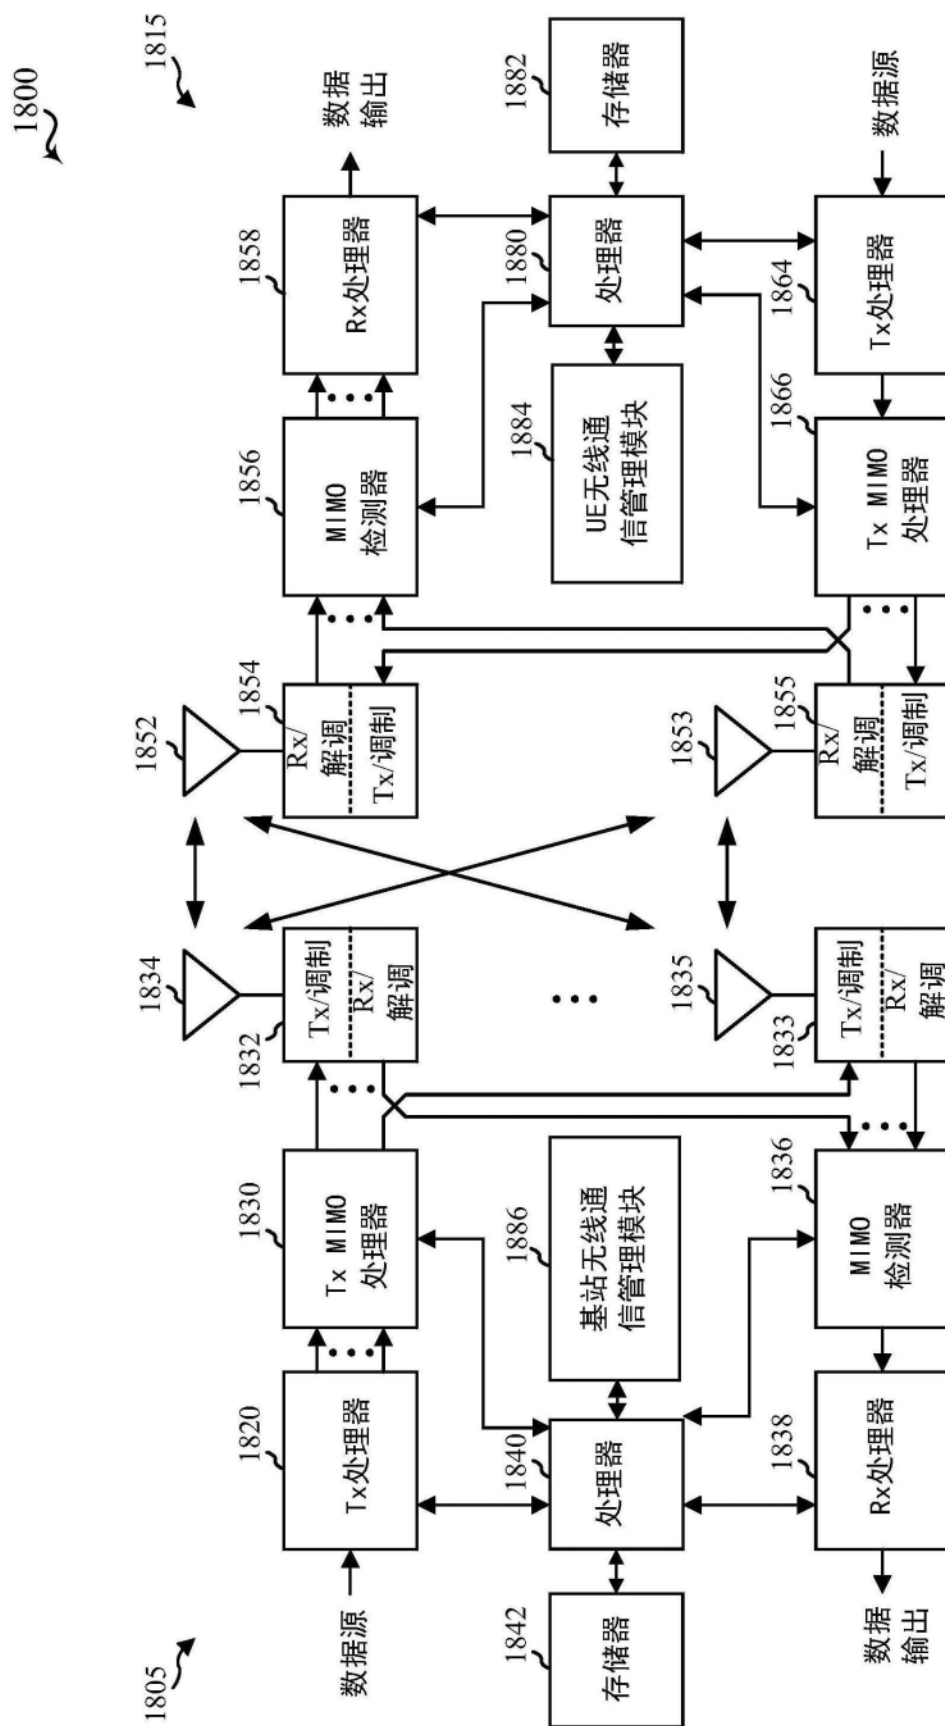 1800
1805
1815
数据源
1820
Tx处理器
1830
Tx MIMO
处理器
1832
Tx/调制
Rx/
解调
1834
1852
1854
Rx/
解调
Tx/调制
1856
MIMO
检测器
1858
Rx处理器
数据
输出
1842
存储器
1840
处理器
1886
基站无线通
信管理模块
1884
UE无线通
信管理模块
1880
处理器
1882
存储器
数据
输出
1838
Rx处理器
1836
MIMO
检测器
1833
Tx/调制
Rx/
解调
1835
1853
1855
Rx/
解调
Tx/调制
1866
Tx MIMO
处理器
1864
Tx处理器
数据源